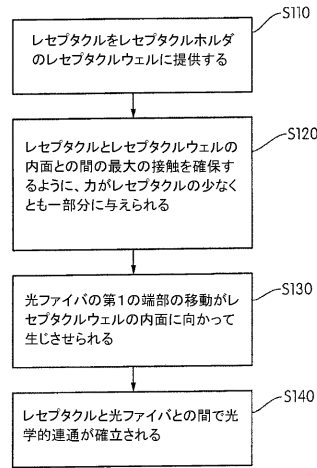 S110
レセプタクルをレセプタクルホルダ
のレセプタクルウェルに提供する
S120
レセプタクルとレセプタクルウェルの
内面との間の最大の接触を確保す
るように、力がレセプタクルの少なく
とも一部分に与えられる
S130
光ファイバの第1の端部の移動がレ
セプタクルウェルの内面に向かって
生じさせられる
S140
レセプタクルと光ファイバとの間で光
学的連通が確立される